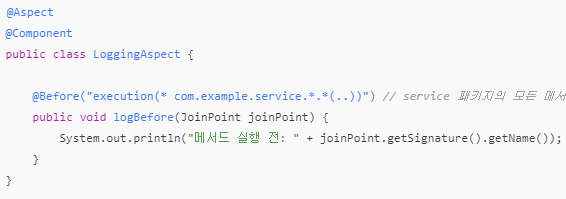 @Aspect
@Component
public class LoggingAspect {
@Before("execution(* com.example.service.*.*(..))") // service 패키지의 모든 메서
public void logBefore(JoinPoint joinPoint) {
System.out.println("메서드 실행 전: " + joinPoint.getSignature().getName());
}
}